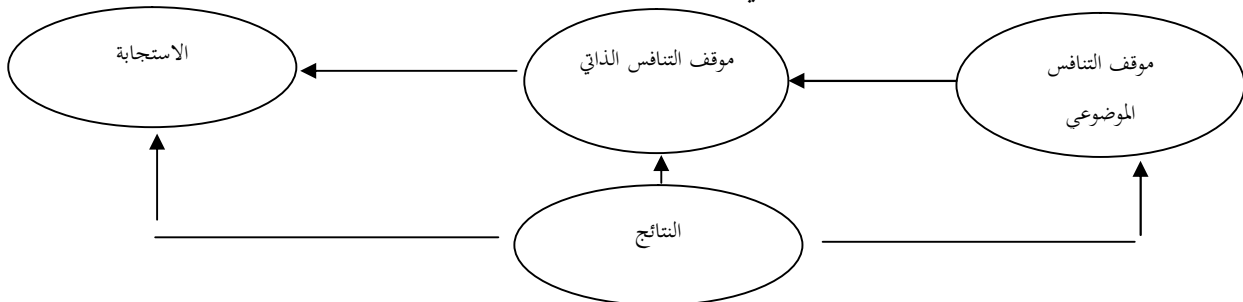 موقف التنافس
الموضوعي
موقف التنافس الذاتي
الاستجابة
النتائج